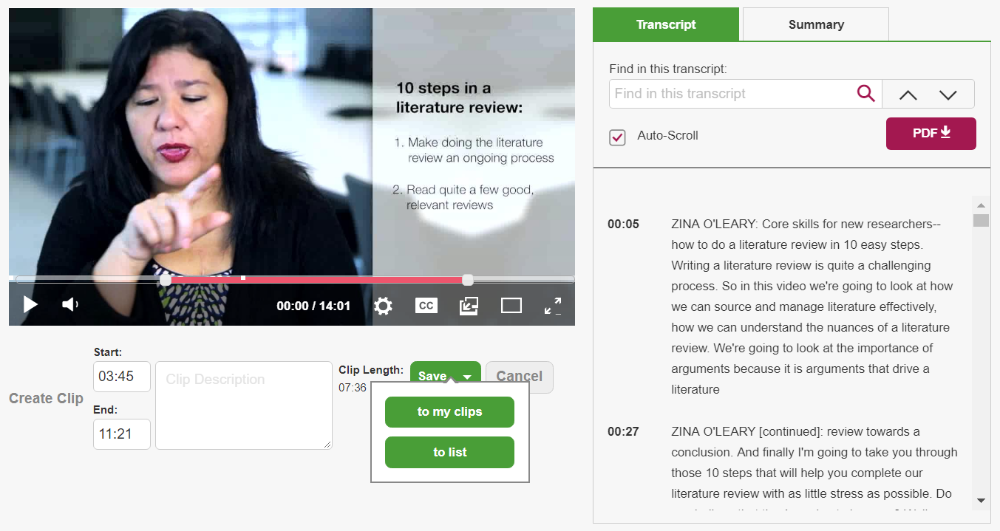 10 steps in a
literature review:
1. Make doing the literature
review an ongoing process
2. Read quite a few good,
relevant reviews
00:00 / 14:01
CC
Create Clip
Start:
03:45
End:
11:21
Clip Description
Clip Length:
07:36
Save
Cancel
to my clips
to list
Transcript
Summary
Find in this transcript:
Find in this transcript
Auto-Scroll
PDF
00:05
ZINA O'LEARY: Core skills for new researchers--
how to do a literature review in 10 easy steps.
Writing a literature review is quite a challenging
process. So in this video we're going to look at how
we can source and manage literature effectively,
how we can understand the nuances of a literature
review. We're going to look at the importance of
arguments because it is arguments that drive a
literature
00:27
ZINA O'LEARY [continued]: review towards a
conclusion. And finally I'm going to take you through
those 10 steps that will help you complete our
literature review with as little stress as possible. Do